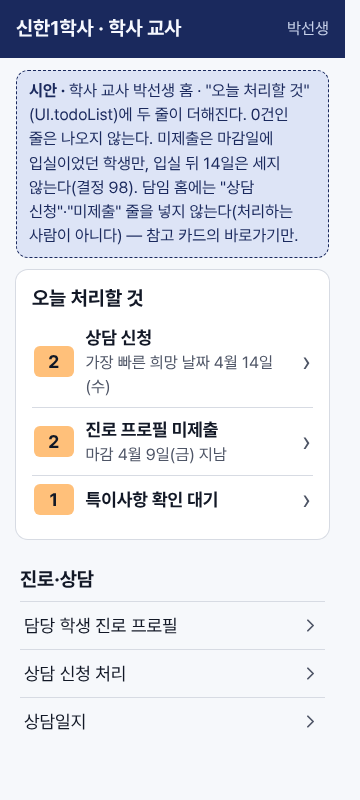 신한1학사 · 학사 교사
박선생
시안 · 학사 교사 박선생 홈 · "오늘 처리할 것"
(UI.todoList)에 두 줄이 더해진다. 0건인
줄은 나오지 않는다. 미제출은 마감일에
입실이었던 학생만, 입실 뒤 14일은 세지
않는다(결정 98). 담임 홈에는 "상담
신청"·"미제출" 줄을 넣지 않는다(처리하는
사람이 아니다) — 참고 카드의 바로가기만.
오늘 처리할 것
2
상담 신청
가장 빠른 희망 날짜 4월 14일
(수)
2
진로 프로필 미제출
마감 4월 9일(금) 지남
1
특이사항 확인 대기
진로·상담
담당 학생 진로 프로필
상담 신청 처리
상담일지